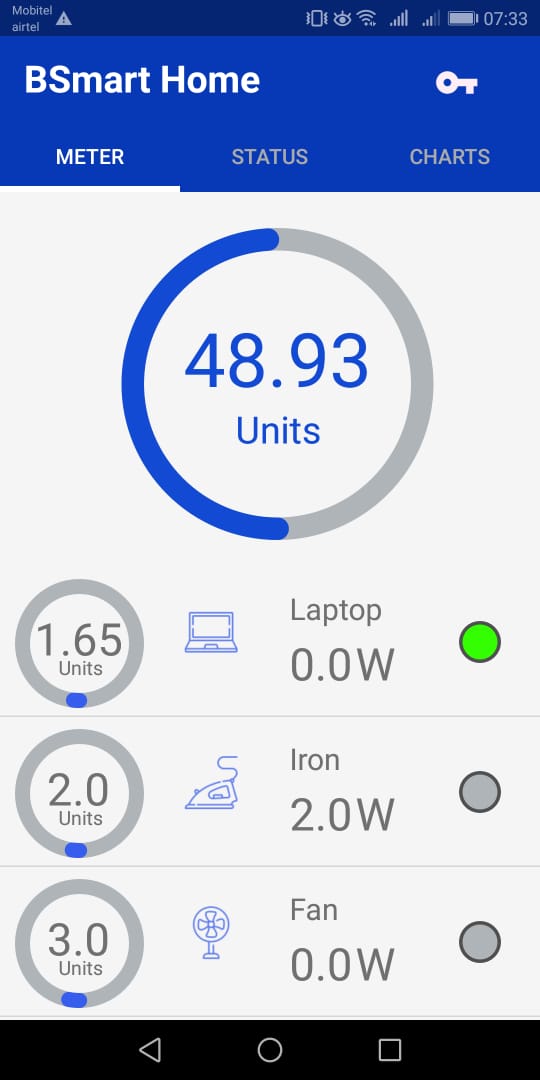 Mobitel
airtel
07:33
BSmart Home
METER STATUS CHARTS
48.93
Units
1.65
Units
Laptop
0.0W
2.0
Units
Iron
2.0W
3.0
Units
Fan
0.0W